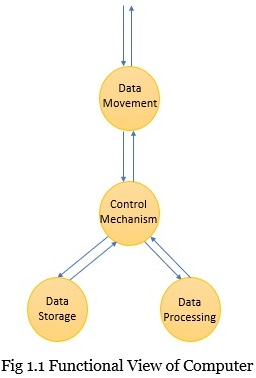 Data
Movement
Control
Mechanism
Data
Storage
Data
Processing
Fig 1.1 Functional View of Computer